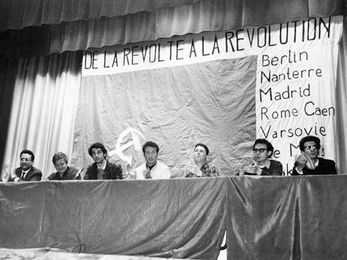 DE LA REVOLTE A LA REVOLUTION
Berlin
Nanterre
Madrid
Rome Caen
Varsovie